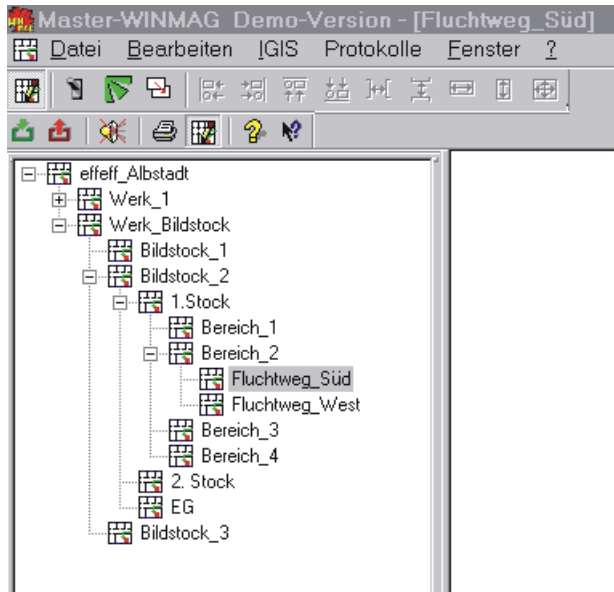 Master-WINMAG Demo-Version - [Fluchtweg_Süd]
Datei Bearbeiten IGIS Protokolle Fenster ?
effeff_Albstadt
Werk_1
Werk_Bildstock
Bildstock_1
Bildstock_2
1.Stock
Bereich_1
Bereich_2
Fluchtweg_Süd
Fluchtweg_West
Bereich_3
Bereich_4
2. Stock
EG
Bildstock_3